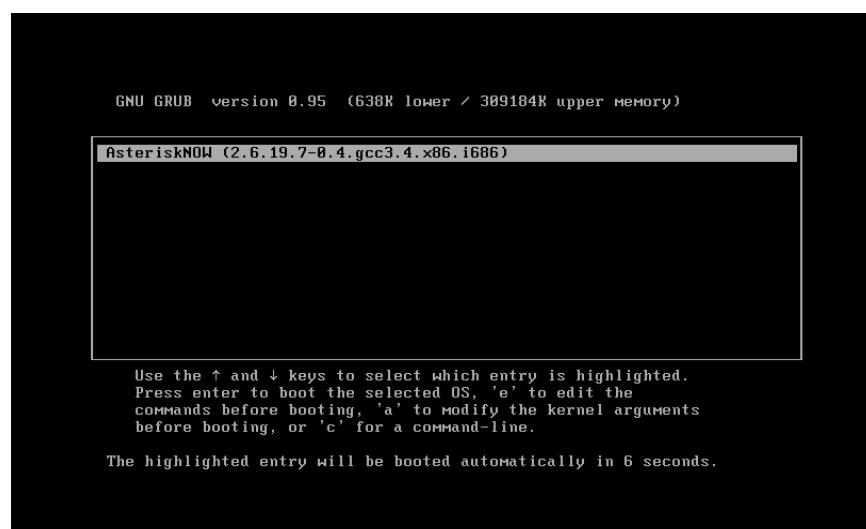 GNU GRUB version 0.95 (638K lower / 309184K upper memory)
AsteriskNOW (2.6.19.7-0.4.gcc3.4.x86.i686)
Use the ↑ and ↓ keys to select which entry is highlighted.
Press enter to boot the selected OS, 'e' to edit the
commands before booting, 'a' to modify the kernel arguments
before booting, or 'c' for a command-line.
The highlighted entry will be booted automatically in 6 seconds.